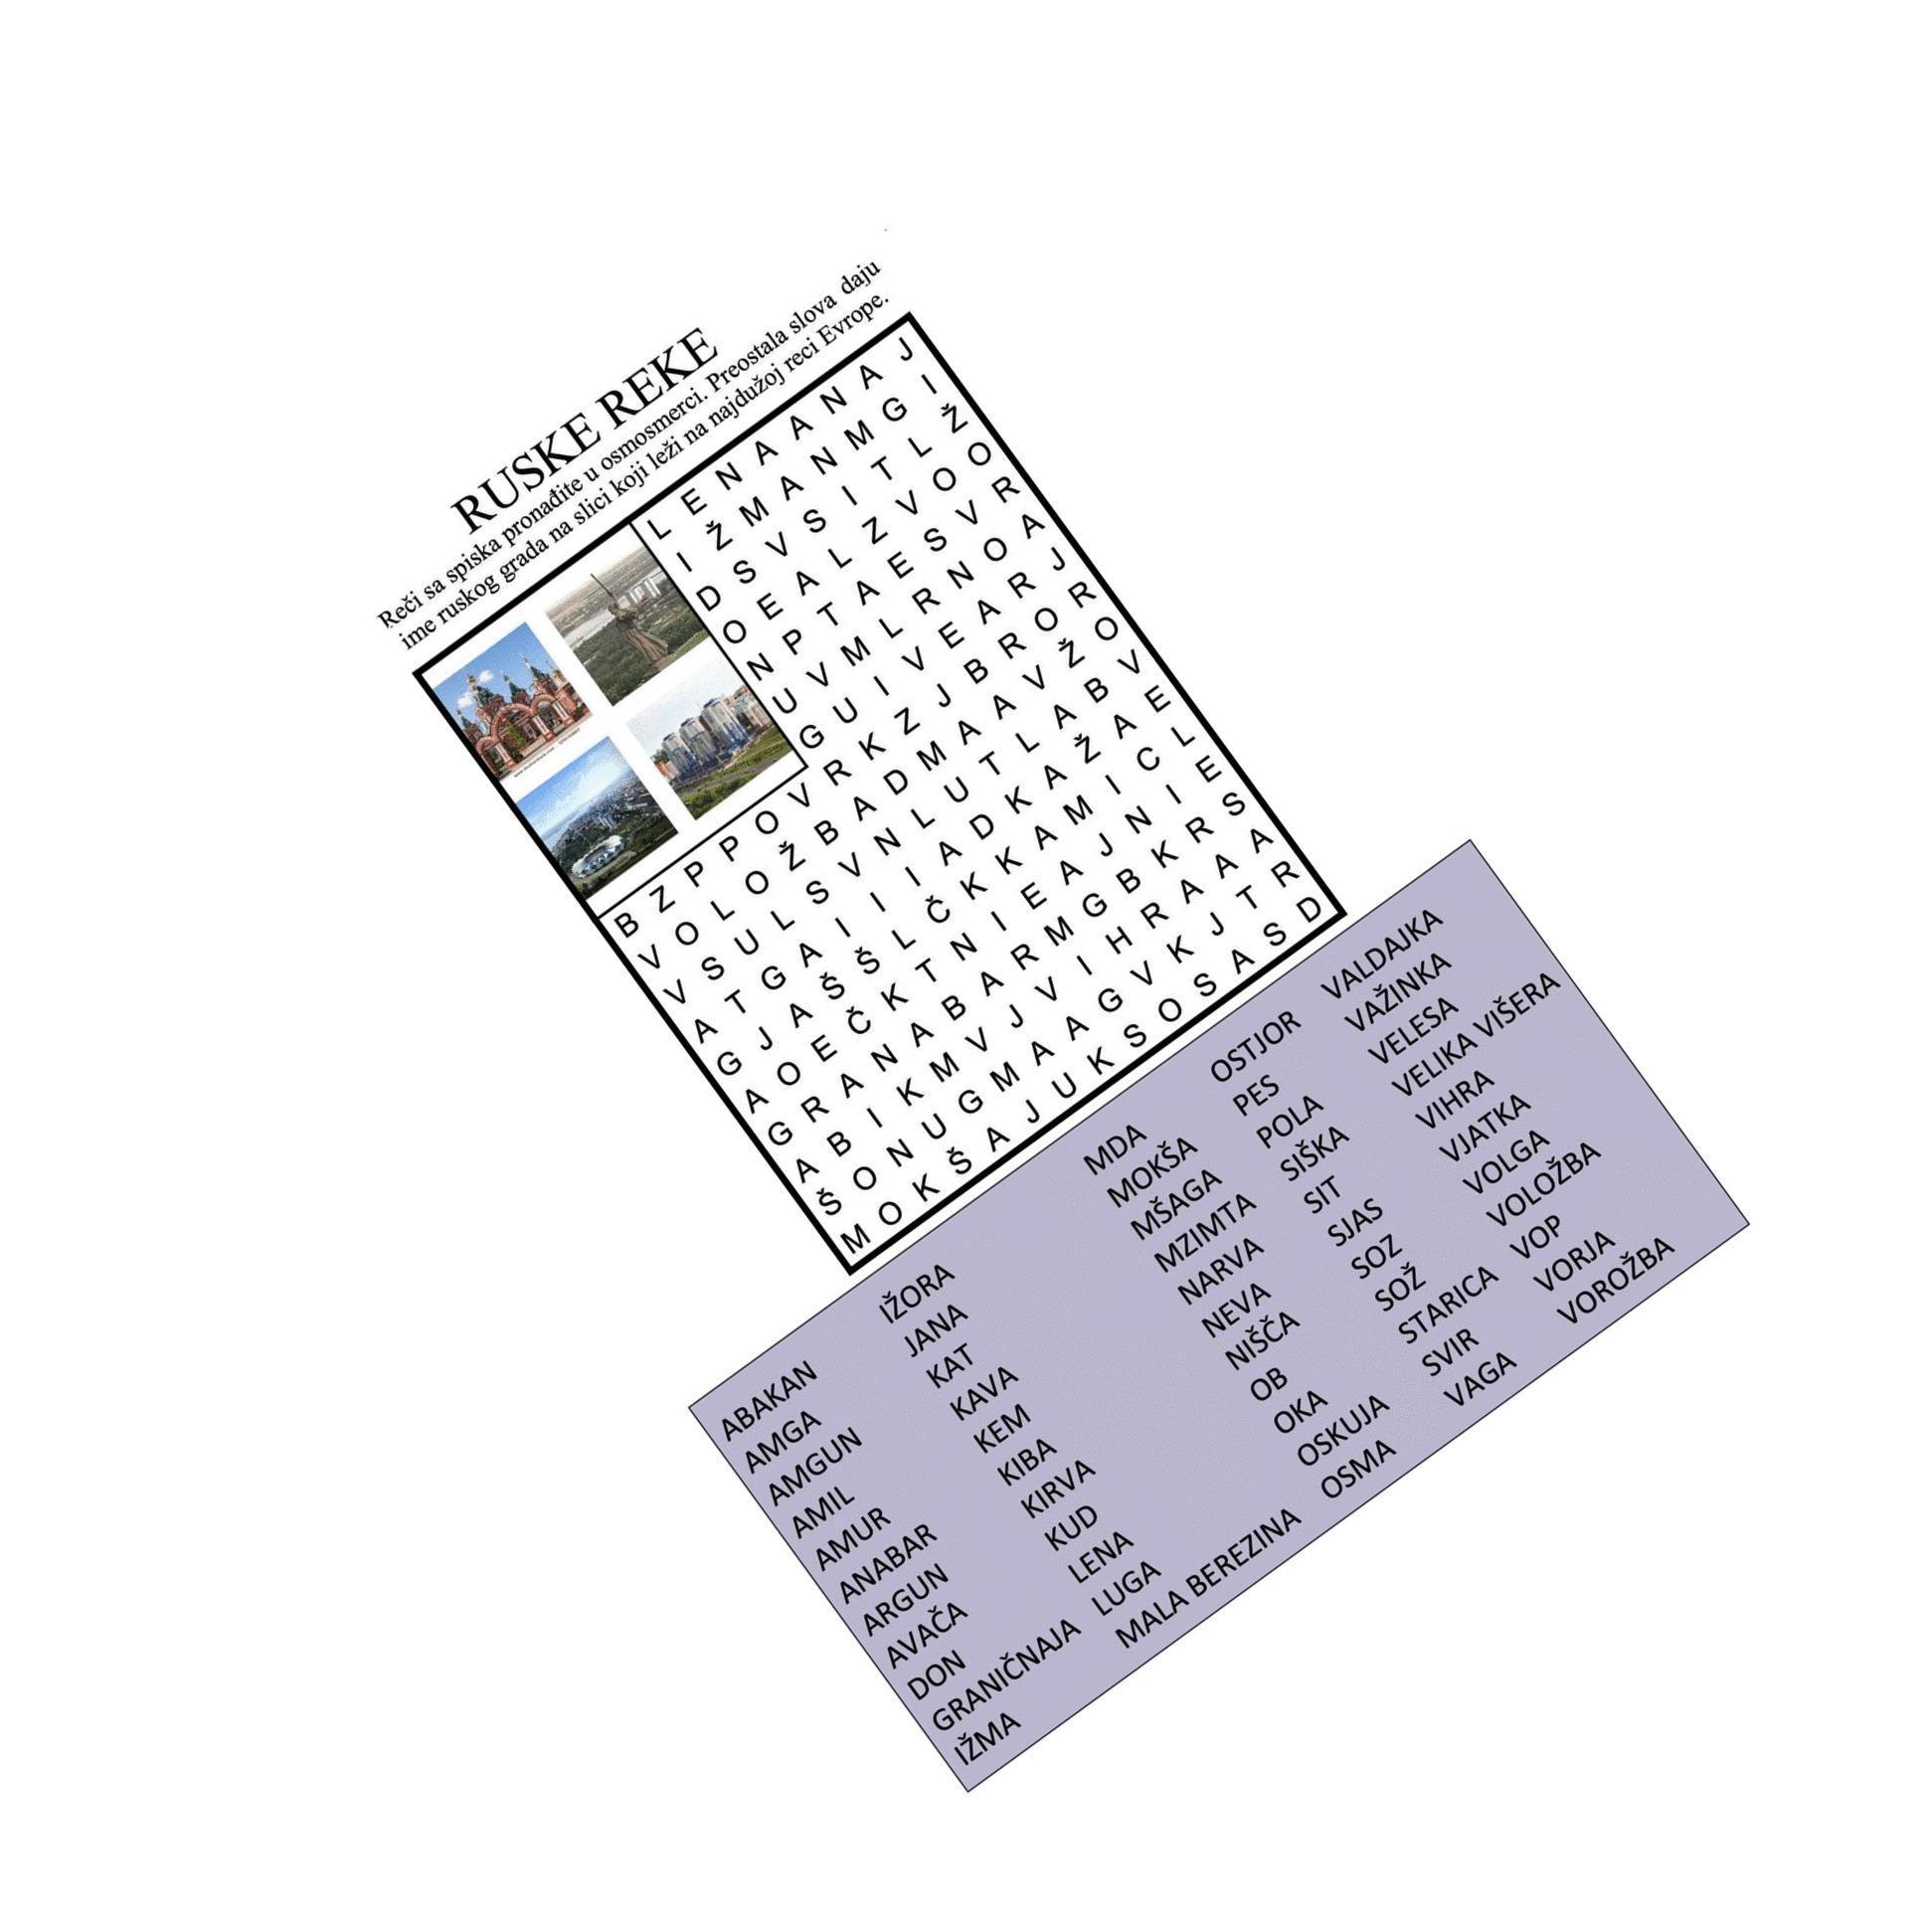 RUSKE REKE
Reči sa spiska pronađite u osmosmerci. Preostala slova daju
ime ruskog grada na slici koji leži na najdužoj reci Evrope.
L E N A A N A J
I Ž M A N M G I
D S V S I T L Ž
O E A L Z V O O
N P T A E S V R
U V M L R N O A
G U I V E A R J
B Z P P O V R K Z J B R O R
V O L O Ž B A D M A A V Ž O
V S U L S V N L U T L A B V
A T G A I I I A D K A Ž A E
G J A Š Š L Č K K A M I C L
A O E Č K T N I E A J N I E
G R A N A B A R M G B K R S
A B I K M V J V I H R A A A
Š O N U G M A A G V K J T R
M O K Š A J U K S O S A S D
ABAKAN
AMGA
AMGUN
AMIL
AMUR
ANABAR
ARGUN
AVAČA
DON
GRANIČNAJA
IŽMA
IŽORA
JANA
KAT
KAVA
KEM
KIBA
KIRVA
KUD
LENA
LUGA
MALA BEREZINA
MDA
MOKŠA
MŠAGA
MZIMTA
NARVA
NEVA
NIŠČA
OB
OKA
OSKUJA
OSMA
OSTJOR
PES
POLA
SIŠKA
SIT
SJAS
SOZ
SOŽ
STARICA
SVIR
VAGA
VALDAJKA
VAŽINKA
VELESA
VELIKA VIŠERA
VIHRA
VJATKA
VOLGA
VOLOŽBA
VOP
VORJA
VOROŽBA